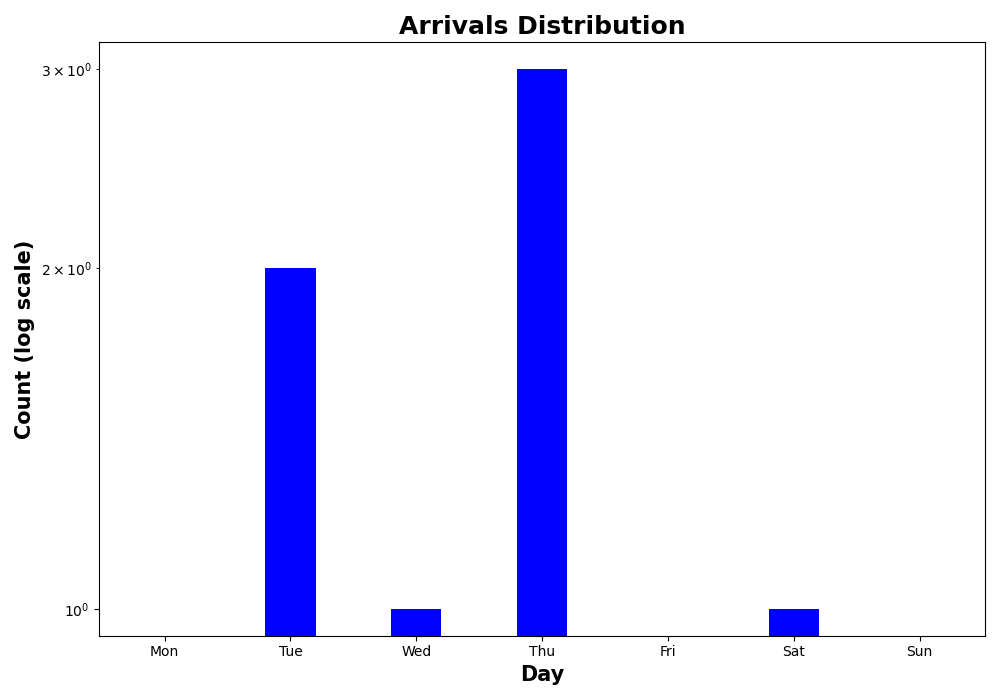 Arrivals Distribution
3 × 10⁰
2 × 10⁰
10⁰
Count (log scale)
Mon Tue Wed Thu Fri Sat Sun
Day